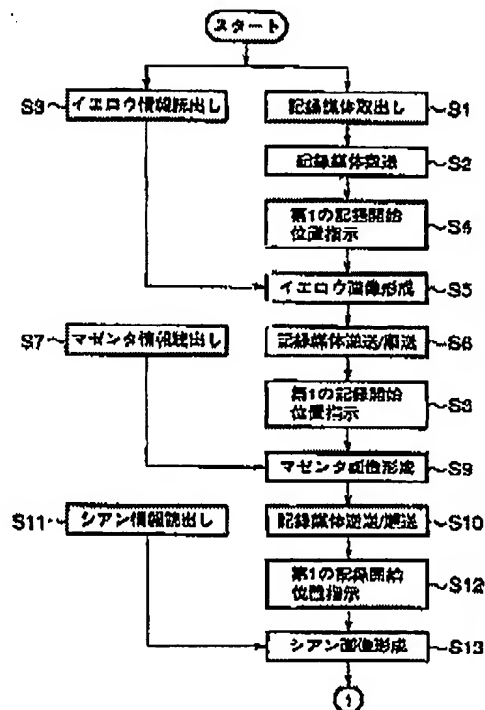 スタート
S3 イエロウ情報読出し
記録媒体取出し S1
記録媒体搬送 S2
第1の記録開始
位置指示 S4
イエロウ画像形成 S5
S7 マゼンタ情報読出し
記録媒体逆送/順送 S6
第1の記録開始
位置指示 S8
マゼンタ画像形成 S9
S11 シアン情報読出し
記録媒体逆送/順送 S10
第1の記録開始
位置指示 S12
シアン画像形成 S13
1